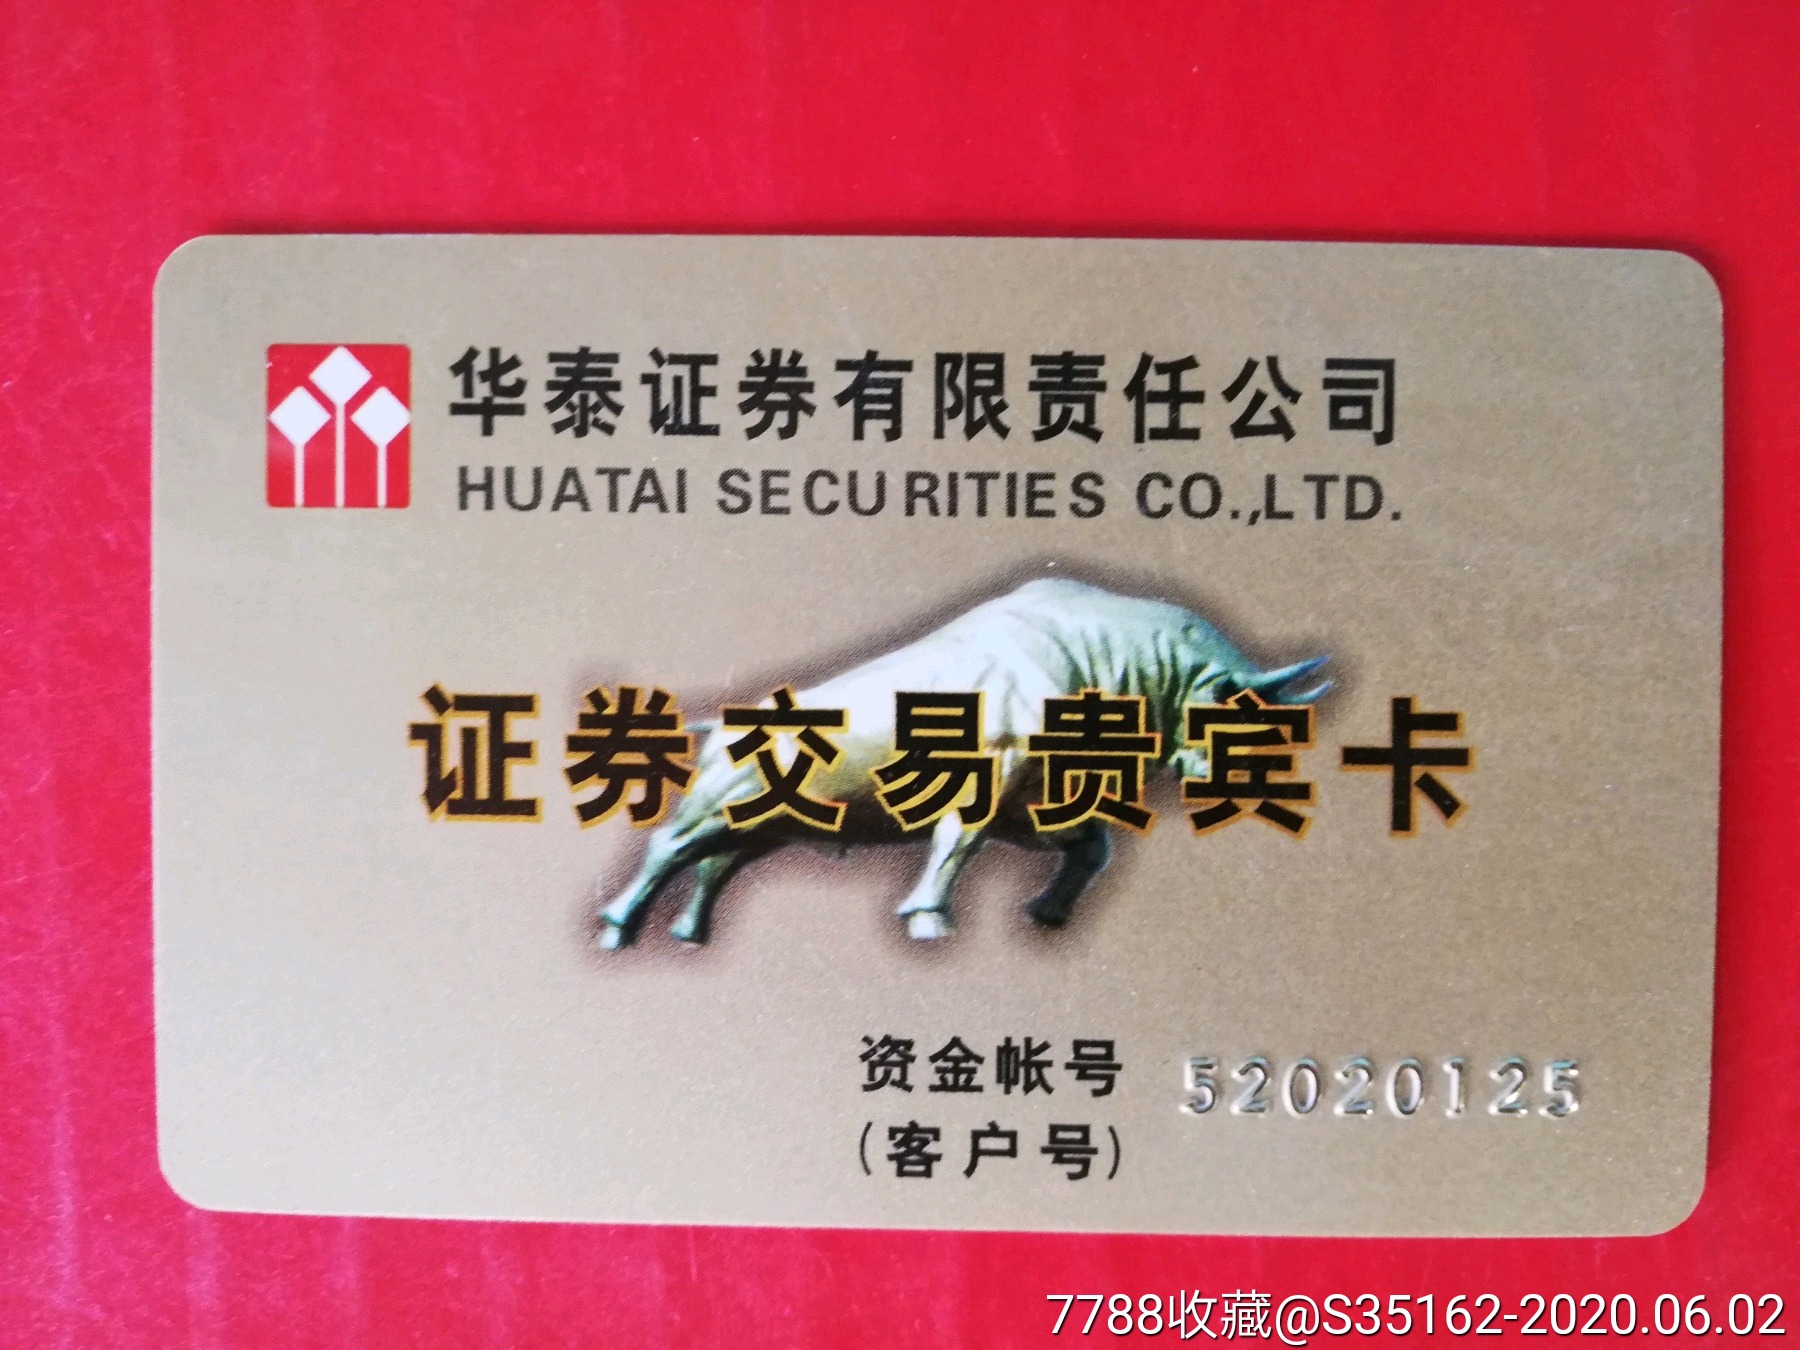 华泰证券有限责任公司
HUATAI SECURITIES CO.,LTD.
证券交易贵宾卡
资金帐号 52020125
(客户号)
7788收藏@S35162-2020.06.02